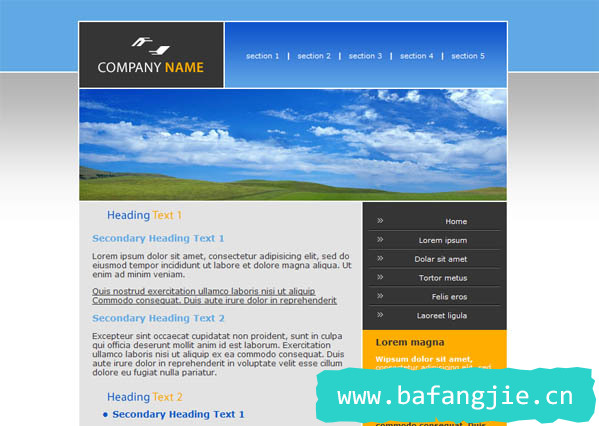 COMPANY NAME
section 1 | section 2 | section 3 | section 4 | section 5
Heading Text 1
Secondary Heading Text 1
Lorem ipsum dolor sit amet, consectetur adipisicing elit, sed do
eiusmod tempor incididunt ut labore et dolore magna aliqua. Ut
enim ad minim veniam.
Quis nostrud exercitation ullamco laboris nisi ut aliquip
Commodo consequat. Duis aute irure dolor in reprehenderit
Secondary Heading Text 2
Excepteur sint occaecat cupidatat non proident, sunt in culpa
qui officia deserunt mollit anim id est laborum. Exercitation
ullamco laboris nisi ut aliquip ex ea commodo consequat. Duis
aute irure dolor in reprehenderit in voluptate velit esse cillum
dolore eu fugiat nulla pariatur.
Heading Text 2
Secondary Heading Text 1
» Home
» Lorem ipsum
» Dolar sit amet
» Tortor metus
» Felis eros
» Laoreet ligula
Lorem magna
Wipsum dolor sit amet,
consectetur adipisicing elit, sed
www.bafangjie.cn
commodo consequat. Duis